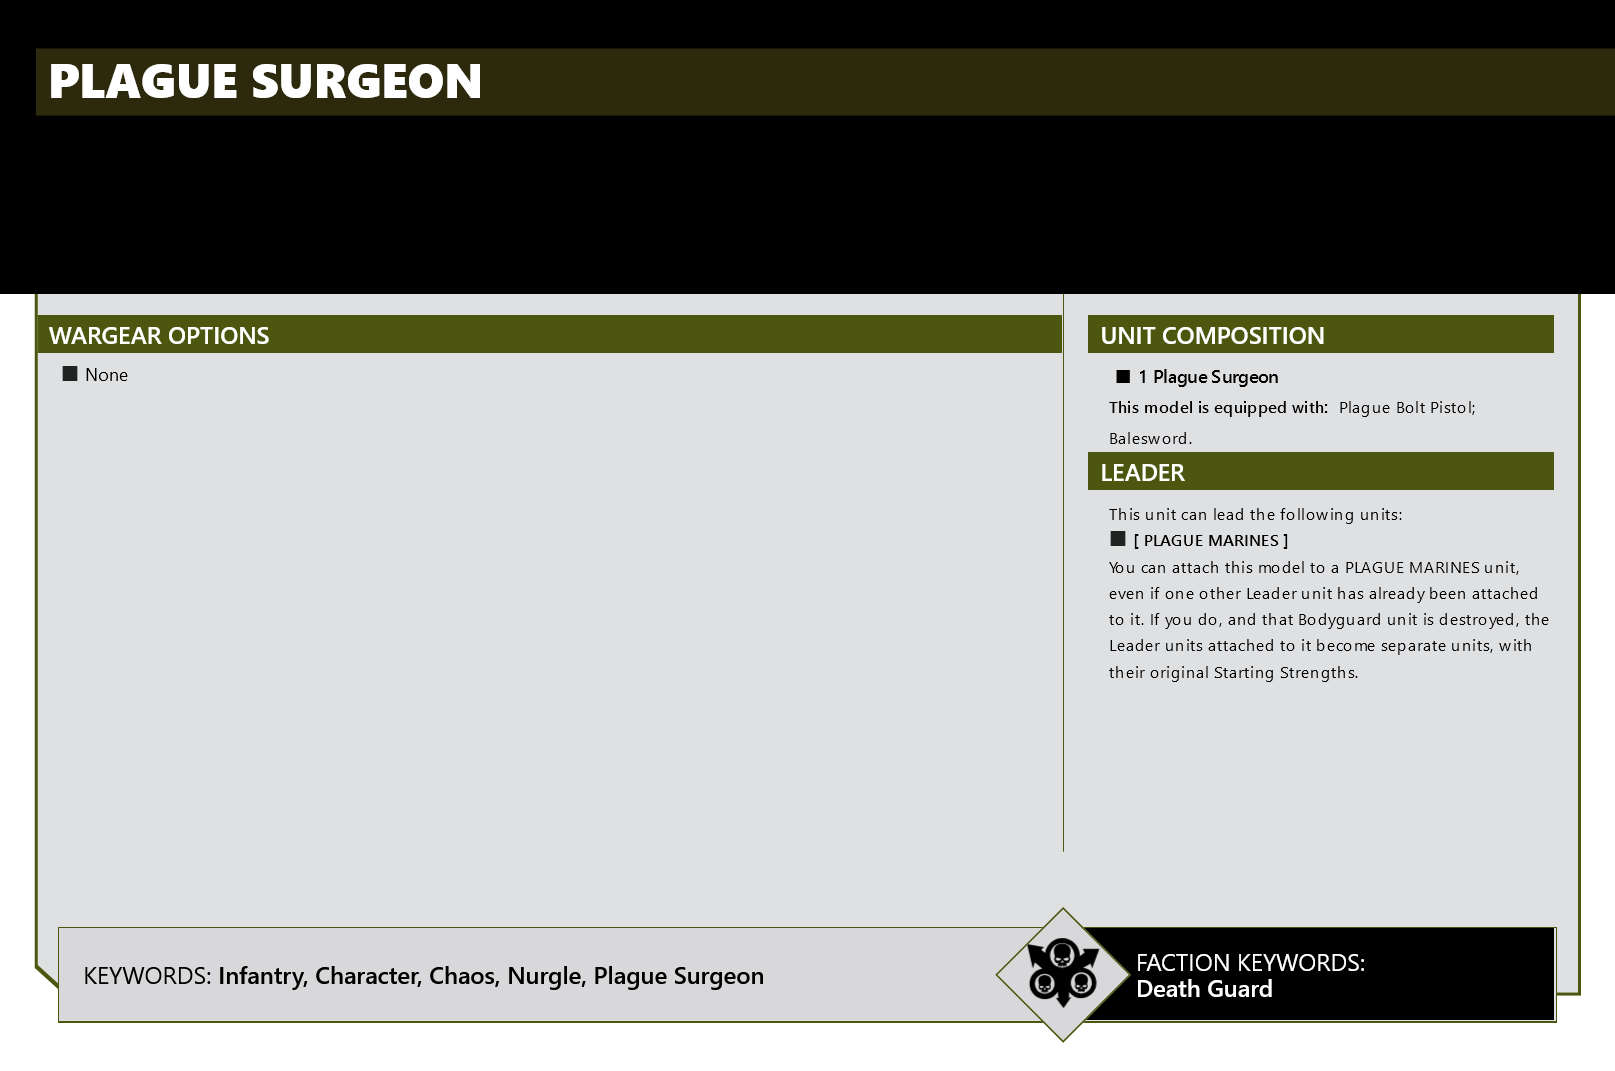 PLAGUE SURGEON
WARGEAR OPTIONS
None
UNIT COMPOSITION
1 Plague Surgeon
This model is equipped with: Plague Bolt Pistol;
Balesword.
LEADER
This unit can lead the following units:
[ PLAGUE MARINES ]
You can attach this model to a PLAGUE MARINES unit,
even if one other Leader unit has already been attached
to it. If you do, and that Bodyguard unit is destroyed, the
Leader units attached to it become separate units, with
their original Starting Strengths.
KEYWORDS: Infantry, Character, Chaos, Nurgle, Plague Surgeon
FACTION KEYWORDS:
Death Guard